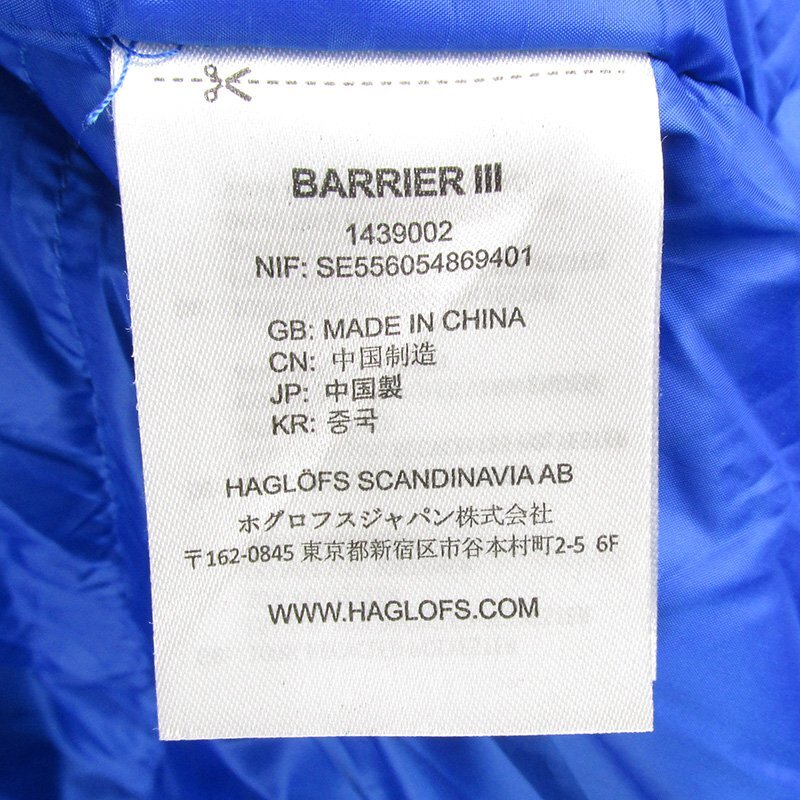 BARRIER III
1439002
NIF: SE556054869401
GB: MADE IN CHINA
CN: 中国制造
JP: 中国製
KR: 중국
HAGLÖFS SCANDINAVIA AB
ホグロフスジャパン株式会社
〒162-0845 東京都新宿区市谷本村町2-5 6F
WWW.HAGLOFS.COM